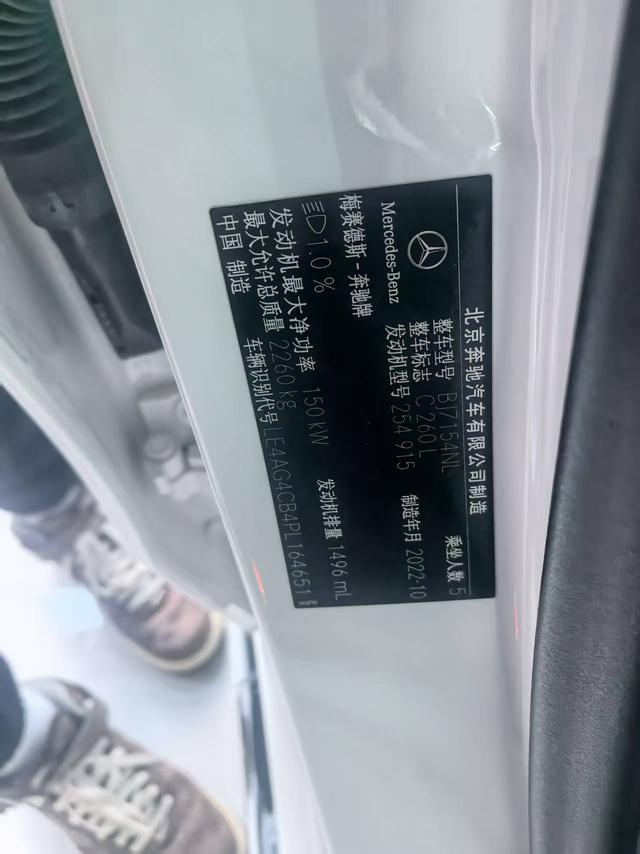 北京奔驰汽车有限公司制造
Mercedes-Benz
整车型号 BJ7154NL 乘坐人数 5
整车标志 C 260 L
发动机型号 254 915 制造年月 2022-10
梅赛德斯-奔驰牌
1.0 %
发动机最大净功率 150 kW 发动机排量 1496 mL
最大允许总质量 2260 kg
中国 制造 车辆识别代号 LE4AG4CB4PL164651